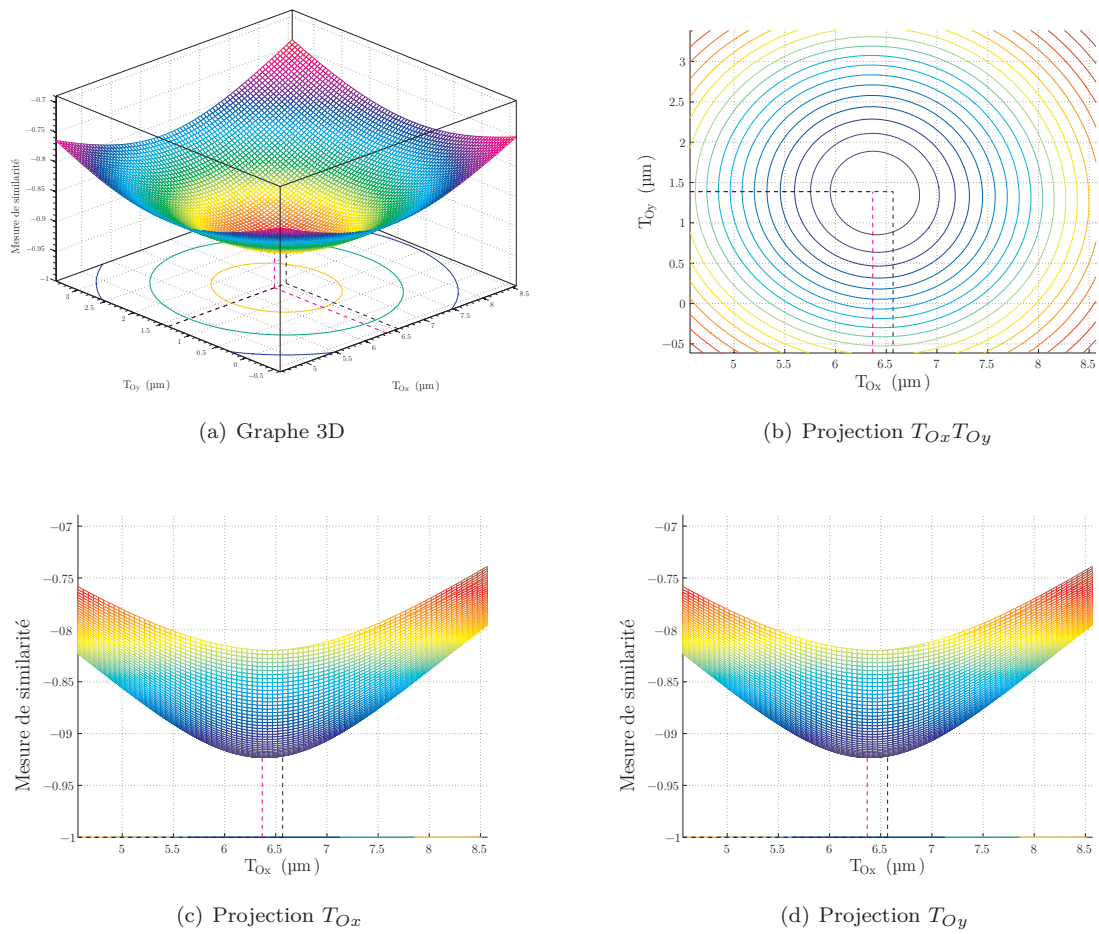 −0.7
−0.75
−0.8
−0.85
−0.9
−0.95
−1
Mesure de similarité
3
2.5
2
1.5
1
0.5
0
−0.5
T_Oy (µm)
5
5.5
6
6.5
7
7.5
8
8.5
T_Ox (µm)
(a) Graphe 3D
3
2.5
2
1.5
1
0.5
0
−05
T_Oy (µm)
5 5.5 6 6.5 7 7.5 8 8.5
T_Ox (µm)
(b) Projection T_OxT_Oy
−07
−0.75
−08
−0.85
−09
−0.95
−1
Mesure de similarité
5 5.5 6 6.5 7 7.5 8 8.5
T_Ox (µm)
(c) Projection T_Ox
−07
−0.75
−08
−0.85
−09
−0.95
−1
Mesure de similarité
5 5.5 6 6.5 7 7.5 8 8.5
T_Ox (µm)
(d) Projection T_Oy